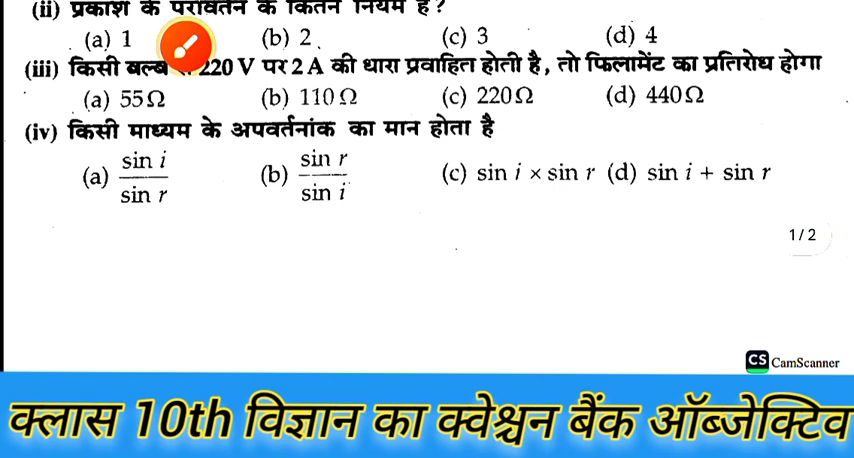 (ii) प्रकाश के परावर्तन के कितने नियम हैं?
(a) 1 (b) 2 (c) 3 (d) 4
(iii) किसी बल्ब 220 V पर 2 A की धारा प्रवाहित होती है, तो फिलामेंट का प्रतिरोध होगा
(a) 55Ω (b) 110 Ω (c) 220Ω (d) 440Ω
(iv) किसी माध्यम के अपवर्तनांक का मान होता है
(a) sin i / sin r (b) sin r / sin i (c) sin i × sin r (d) sin i + sin r
1/2
CS CamScanner
क्लास 10th विज्ञान का क्वेश्चन बैंक ऑब्जेक्टिव